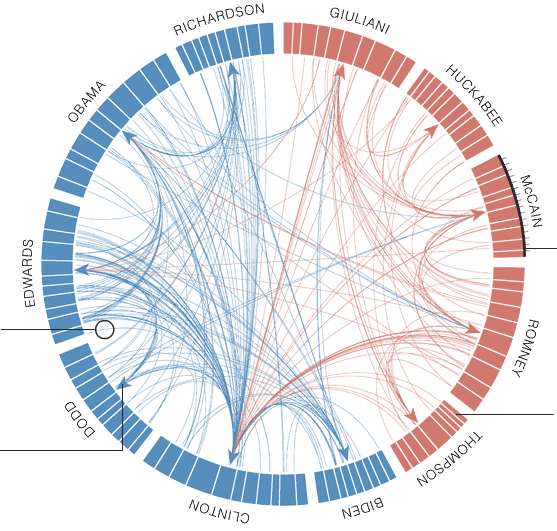 RICHARDSON
GIULIANI
OBAMA
HUCKABEE
McCAIN
EDWARDS
ROMNEY
DODD
THOMPSON
CLINTON
BIDEN